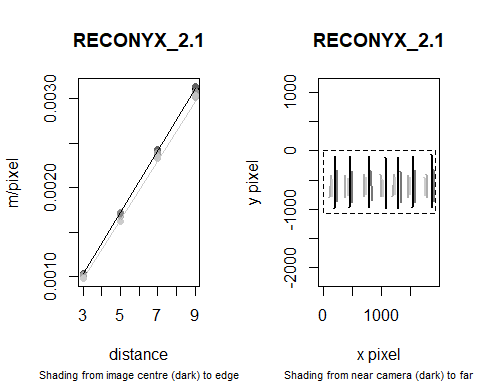 RECONYX_2.1
m/pixel
0.0030
0.0020
0.0010
3 5 7 9
distance
Shading from image centre (dark) to edge
RECONYX_2.1
y pixel
1000
0
-1000
-2000
0 1000
x pixel
Shading from near camera (dark) to far